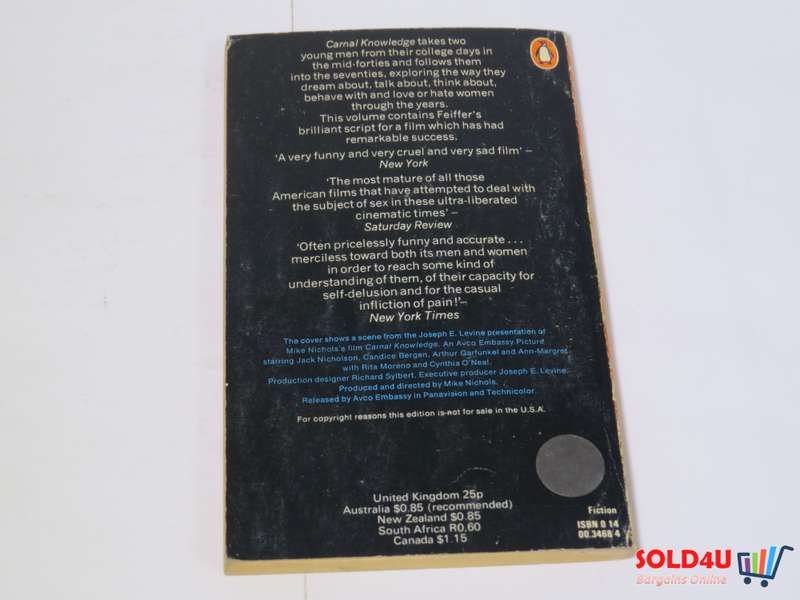 Carnal Knowledge takes two
young men from their college days in
the mid-forties and follows them
into the seventies, exploring the way they
dream about, talk about, think about,
behave with and love or hate women
through the years.
This volume contains Feiffer's
brilliant script for a film which has had
remarkable success.
'A very funny and very cruel and very sad film' –
New York
'The most mature of all those
American films that have attempted to deal with
the subject of sex in these ultra-liberated
cinematic times' –
Saturday Review
'Often pricelessly funny and accurate . . .
merciless toward both its men and women
in order to reach some kind of
understanding of them, of their capacity for
self-delusion and for the casual
infliction of pain!'–
New York Times
The cover shows a scene from the Joseph E. Levine presentation of
Mike Nichols's film Carnal Knowledge. An Avco Embassy Picture
starring Jack Nicholson, Candice Bergen, Arthur Garfunkel and Ann-Margret
with Rita Moreno and Cynthia O'Neal.
Production designer Richard Sylbert. Executive producer Joseph E. Levine.
Produced and directed by Mike Nichols.
Released by Avco Embassy in Panavision and Technicolor.
For copyright reasons this edition is not for sale in the U.S.A.
United Kingdom 25p
Australia $0.85 (recommended)
New Zealand $0.85
South Africa R0.60
Canada $1.15
Fiction
ISBN 0 14
00.3468 4
SOLD4U
Bargains Online